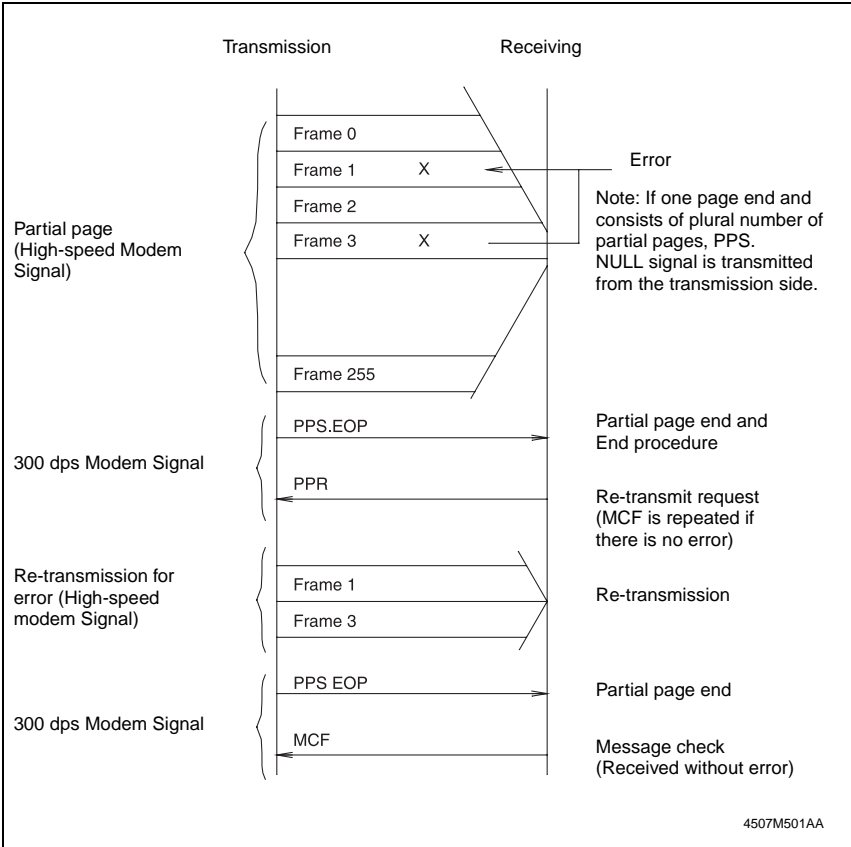 Transmission
Receiving
Frame 0
Frame 1 X
Error
Frame 2
Frame 3 X
Note: If one page end and
consists of plural number of
partial pages, PPS.
NULL signal is transmitted
from the transmission side.
Partial page
(High-speed Modem
Signal)
Frame 255
PPS.EOP
Partial page end and
End procedure
300 dps Modem Signal
PPR
Re-transmit request
(MCF is repeated if
there is no error)
Re-transmission for
error (High-speed
modem Signal)
Frame 1
Frame 3
Re-transmission
PPS EOP
Partial page end
300 dps Modem Signal
MCF
Message check
(Received without error)
4507M501AA